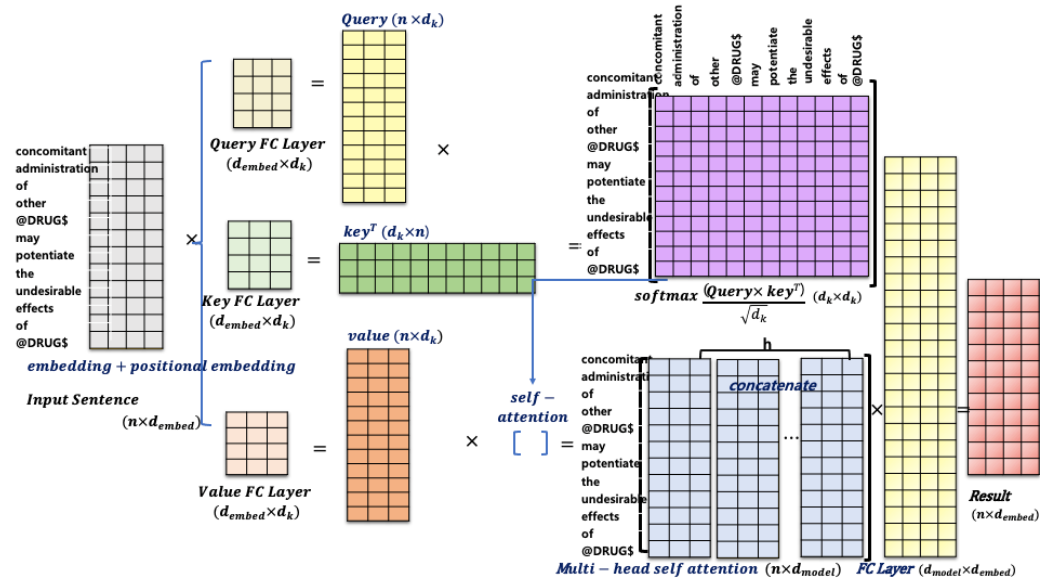 Query (n×d_k)
=
Query FC Layer
(d_embed×d_k)
×
concomitant
administration
of
other
@DRUG$
may
potentiate
the
undesirable
effects
of
@DRUG$
embedding + positional embedding
Input Sentence
(n×d_embed)
×
Key FC Layer
(d_embed×d_k)
=
key^T (d_k×n)
=
Value FC Layer
(d_embed×d_k)
=
value (n×d_k)
×
self-
attention
[ ]
=
concomitant
administration
of
other
@DRUG$
may
potentiate
the
undesirable
effects
of
@DRUG$
concomitant
administration
of
other
@DRUG$
may
potentiate
the
undesirable
effects
of
@DRUG$
softmax (Query× key^T) / √d_k (d_k×d_k)
h
concatenate
...
concomitant
administrati
of
other
@DRUG$
may
potentiate
the
undesirable
effects
of
@DRUG$
Multi-head self attention (n×d_model)
×
FC Layer (d_model×d_embed)
=
Result
(n×d_embed)